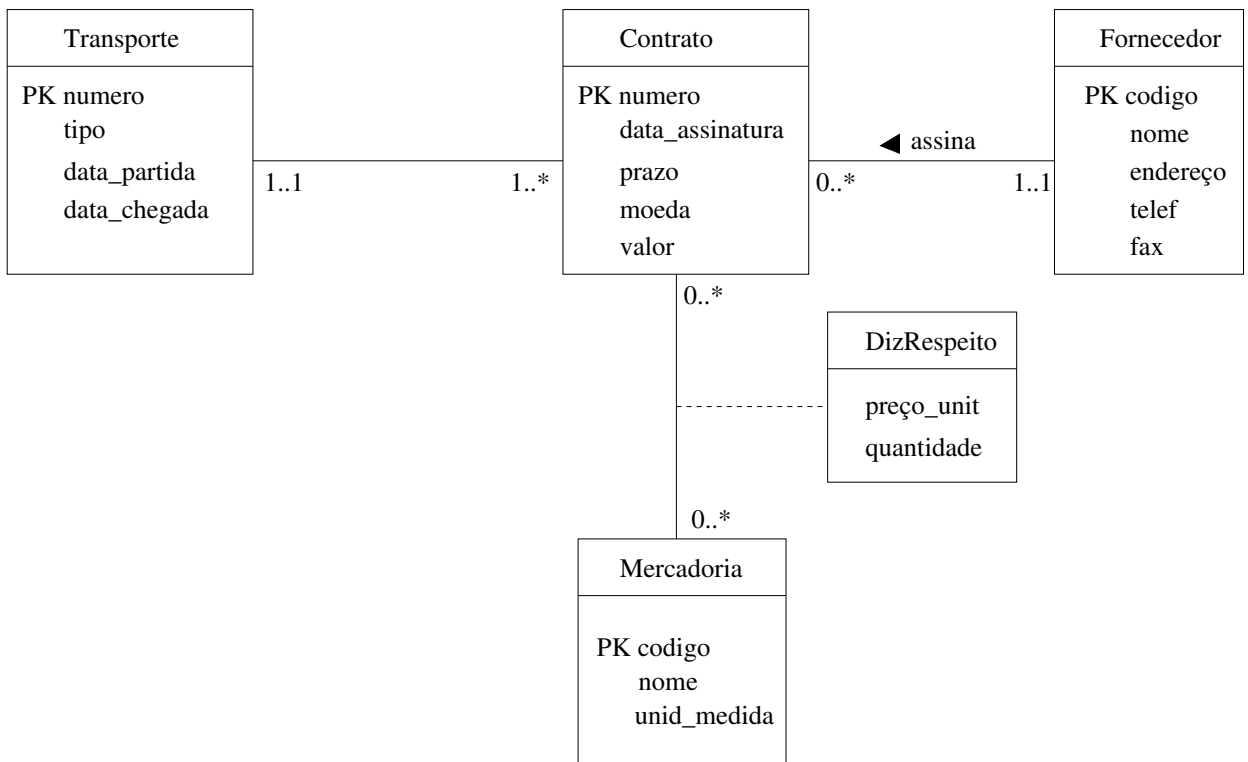 Transporte
PK numero
tipo
data_partida
data_chegada
1..1
1..*
Contrato
PK numero
data_assinatura
prazo
moeda
valor
◀ assina
0..*
1..1
Fornecedor
PK codigo
nome
endereço
telef
fax
0..*
DizRespeito
preço_unit
quantidade
0..*
Mercadoria
PK codigo
nome
unid_medida